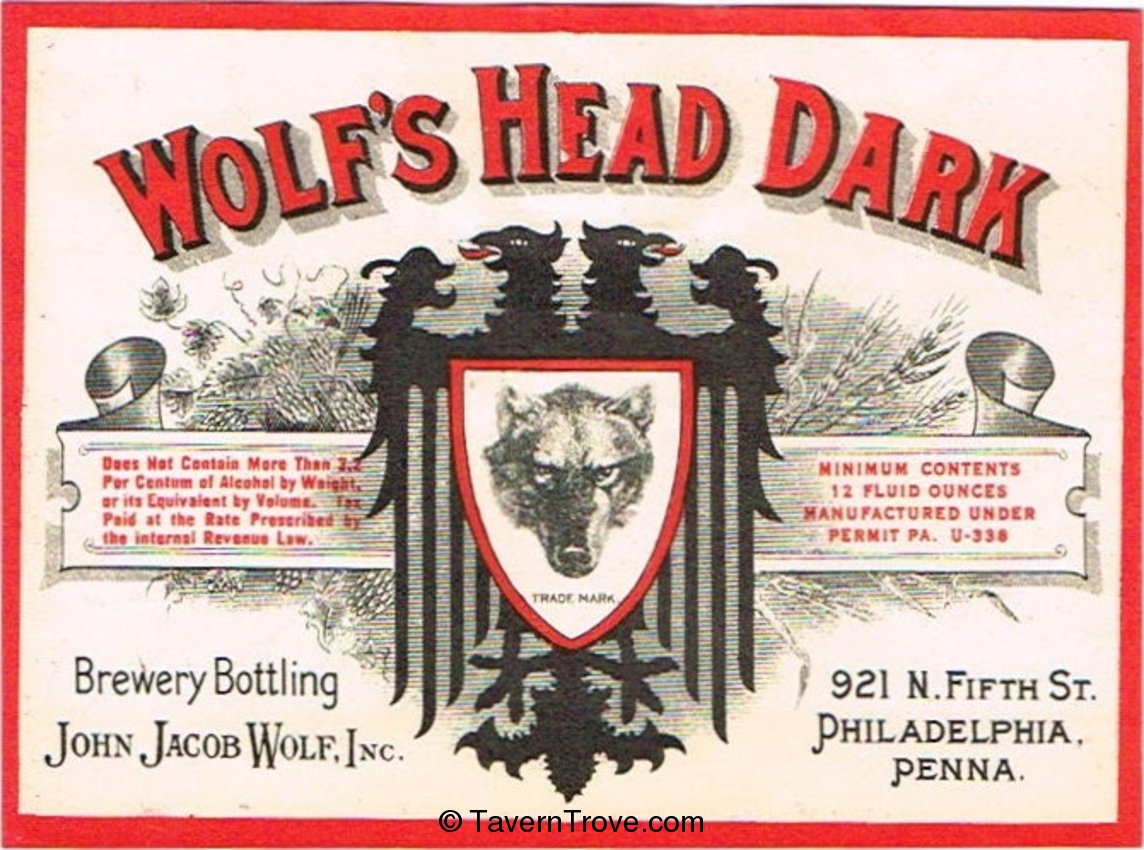 WOLF'S HEAD DARK
Does Not Contain More Than 3.2
Per Centum of Alcohol by Weight,
or its Equivalent by Volume. Tax
Paid at the Rate Prescribed by
the Internal Revenue Law.
MINIMUM CONTENTS
12 FLUID OUNCES
MANUFACTURED UNDER
PERMIT PA. U-338
TRADE MARK.
Brewery Bottling
JOHN JACOB WOLF, INC.
921 N. FIFTH ST.
PHILADELPHIA,
PENNA.
© TavernTrove.com